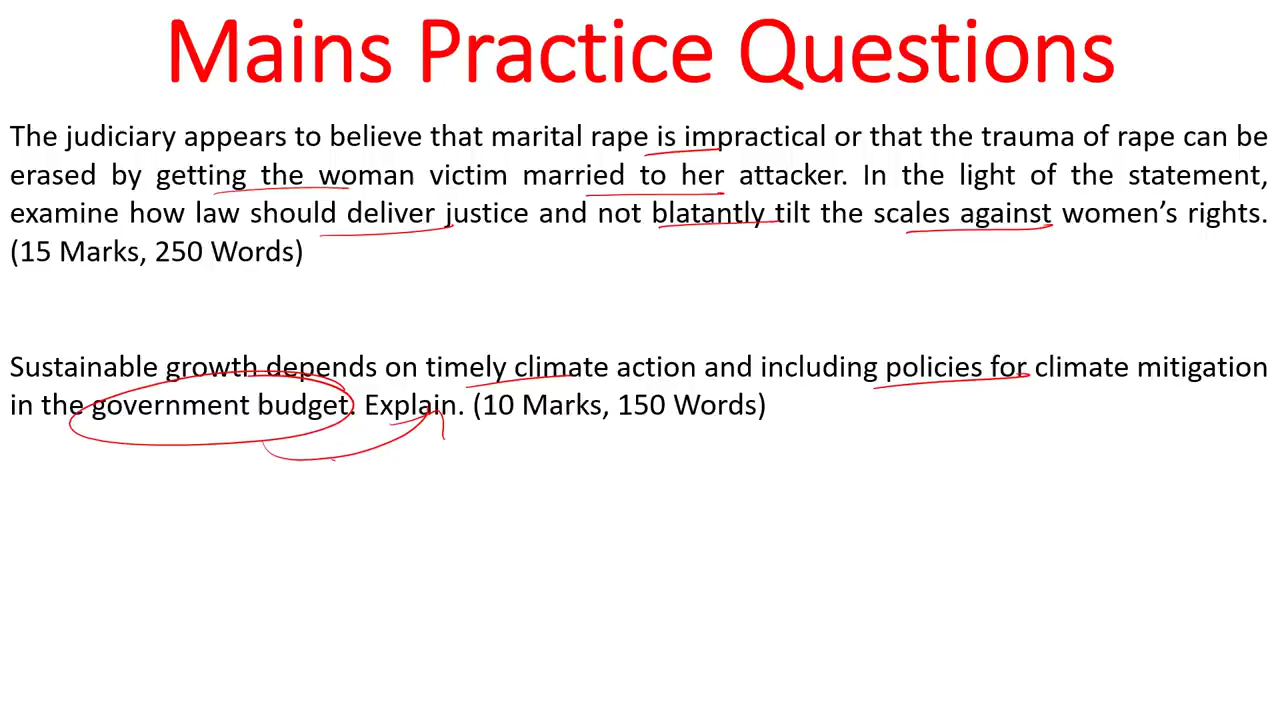 Mains Practice Questions
The judiciary appears to believe that marital rape is impractical or that the trauma of rape can be
erased by getting the woman victim married to her attacker. In the light of the statement,
examine how law should deliver justice and not blatantly tilt the scales against women’s rights.
(15 Marks, 250 Words)
Sustainable growth depends on timely climate action and including policies for climate mitigation
in the government budget. Explain. (10 Marks, 150 Words)